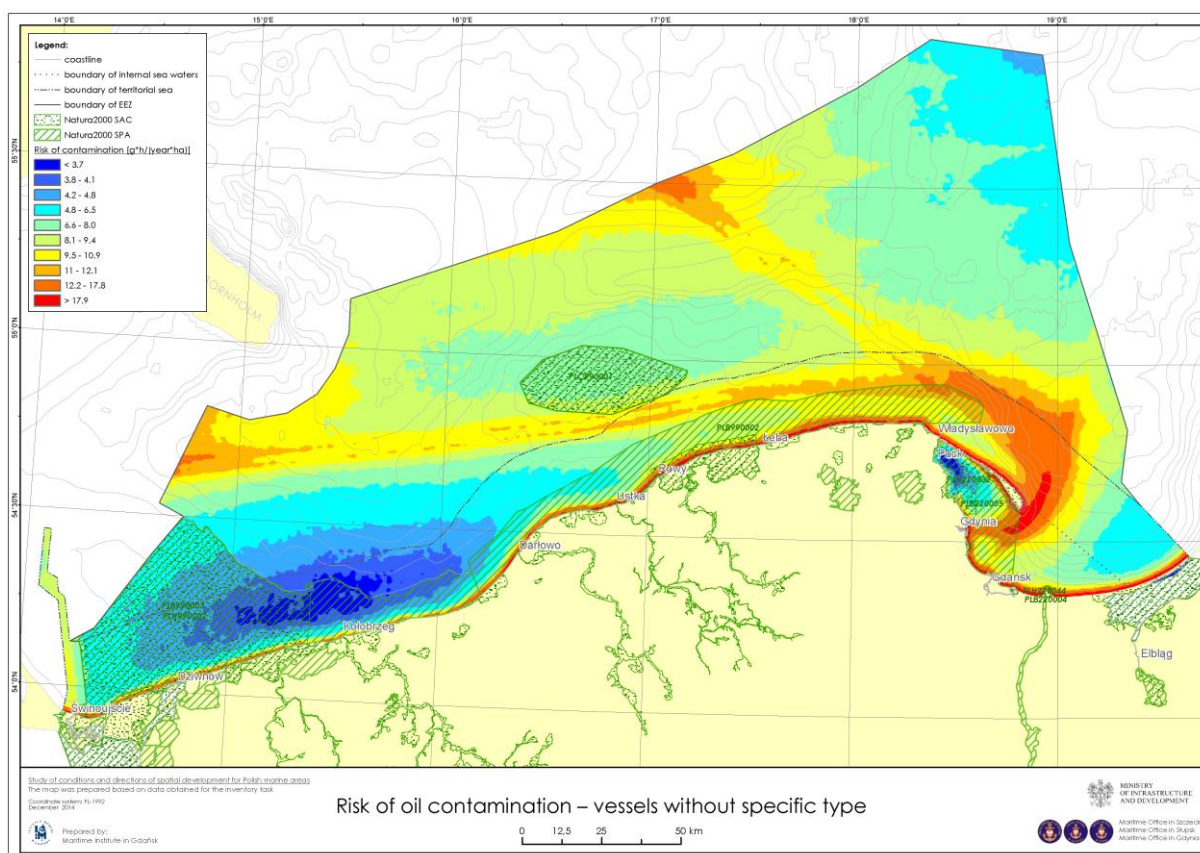 14°0'E 15°0'E 16°0'E 17°0'E 18°0'E 19°0'E
Legend:
coastline
boundary of internal sea waters
boundary of territorial sea
boundary of EEZ
Natura2000 SAC
Natura2000 SPA
Risk of contamination [g*h/(year*ha)]
< 3.7
3.8 - 4.1
4.2 - 4.8
4.8 - 6.5
6.6 - 8.0
8.1 - 9.4
9.5 - 10.9
11 - 12.1
12.2 - 17.8
> 17.9
55°30'N
55°0'N
54°30'N
54°0'N
BORNHOLM
PLC990001
PLB990002
Władysławowo
Łeba
Puck
Rowy
PLB220005
Ustka
Gdynia
Darłowo
Gdańsk
PLB220004
PLB990003
Kołobrzeg
Elbląg
Dziwnów
Świnoujście
Study of conditions and directions of spatial development for Polish marine areas
The map was prepared based on data obtained for the inventory task
Coordinate system: PL-1992
December 2014
Prepared by:
Maritime Institute in Gdańsk
Risk of oil contamination – vessels without specific type
0 12,5 25 50 km
MINISTRY
OF INFRASTRUCTURE
AND DEVELOPMENT
Maritime Office in Szczecin
Maritime Office in Słupsk
Maritime Office in Gdynia